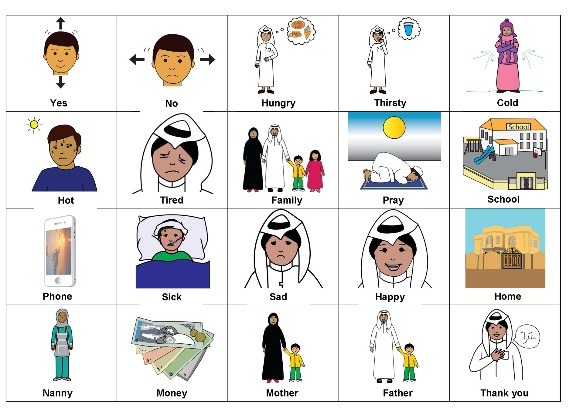 Yes
No
Hungry
Thirsty
Cold
Hot
Tired
Family
Pray
School
School
Phone
Sick
Sad
Happy
Home
Nanny
Money
Mother
Father
Thank you